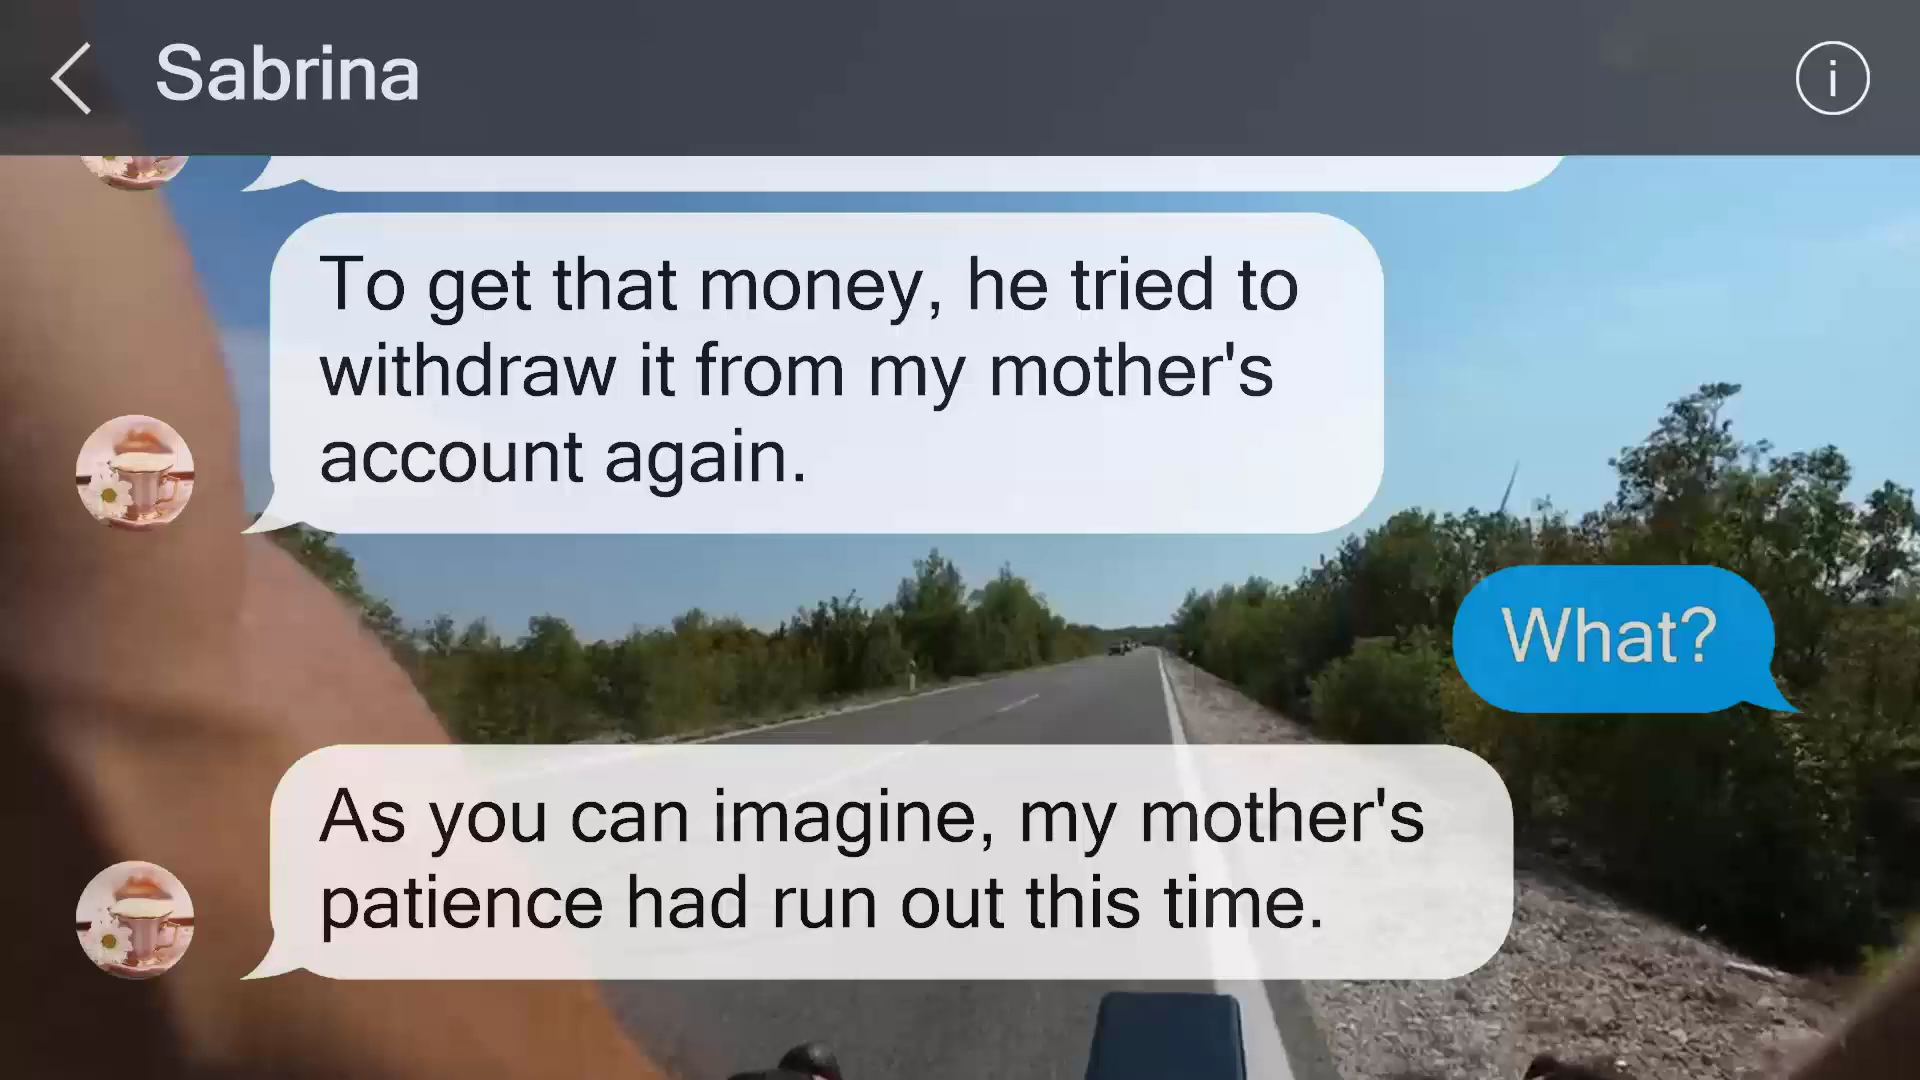 Sabrina
To get that money, he tried to
withdraw it from my mother's
account again.
What?
As you can imagine, my mother's
patience had run out this time.